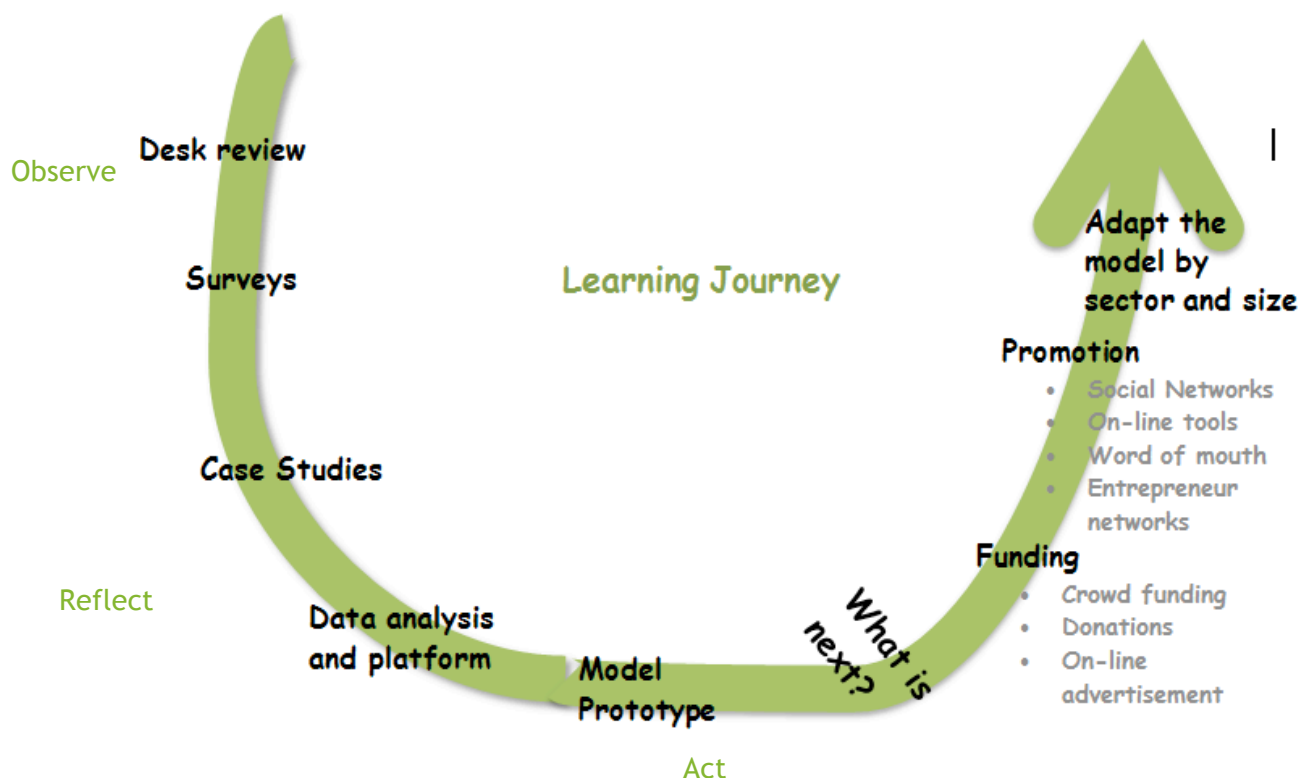 Observe
Desk review
Surveys
Learning Journey
Case Studies
Reflect
Data analysis
and platform
Model
Prototype
Act
What is
next?
Funding
• Crowd funding
• Donations
• On-line
advertisement
Promotion
• Social Networks
• On-line tools
• Word of mouth
• Entrepreneur
networks
Adapt the
model by
sector and size